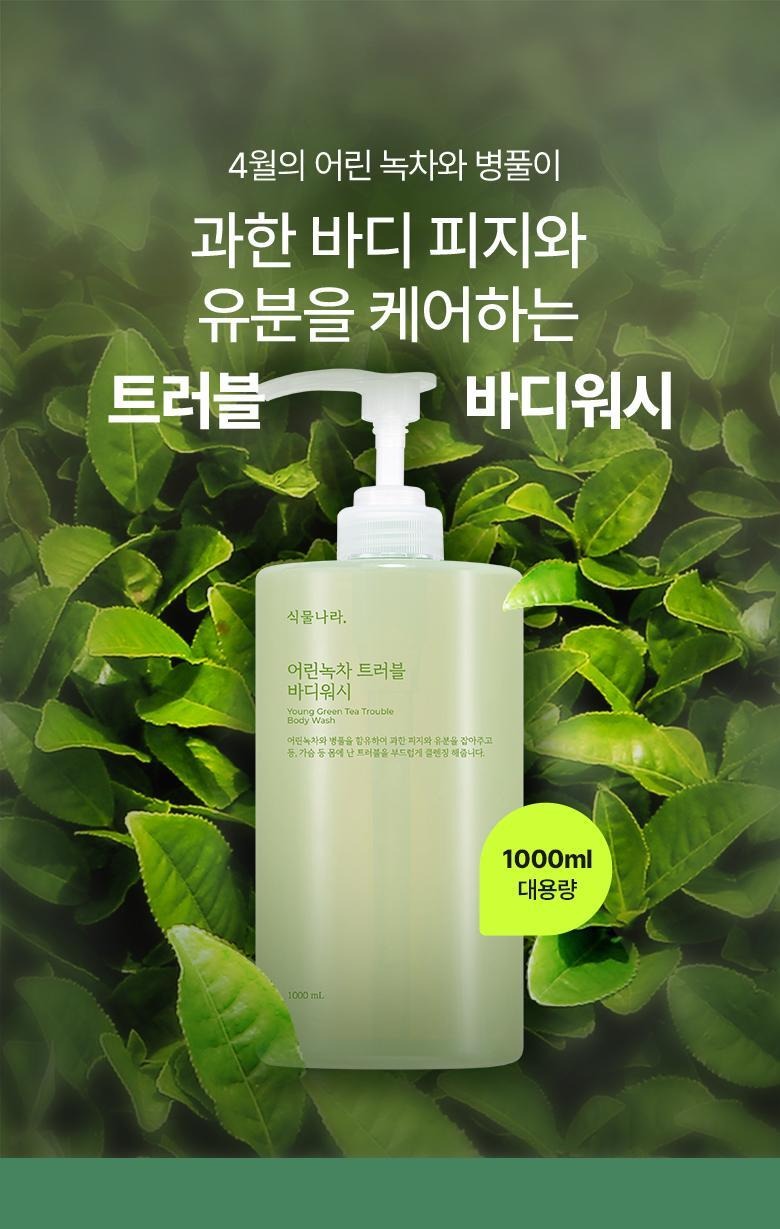 4월의 어린 녹차와 병풀이
과한 바디 피지와
유분을 케어하는
트러블 바디워시
식물나라.
어린녹차 트러블
바디워시
Young Green Tea Trouble
Body Wash
어린녹차와 병풀을 함유하여 과한 피지와 유분을 잡아주고
등, 가슴 등 몸에 난 트러블을 부드럽게 클렌징 해줍니다.
1000ml
대용량
1000 mL